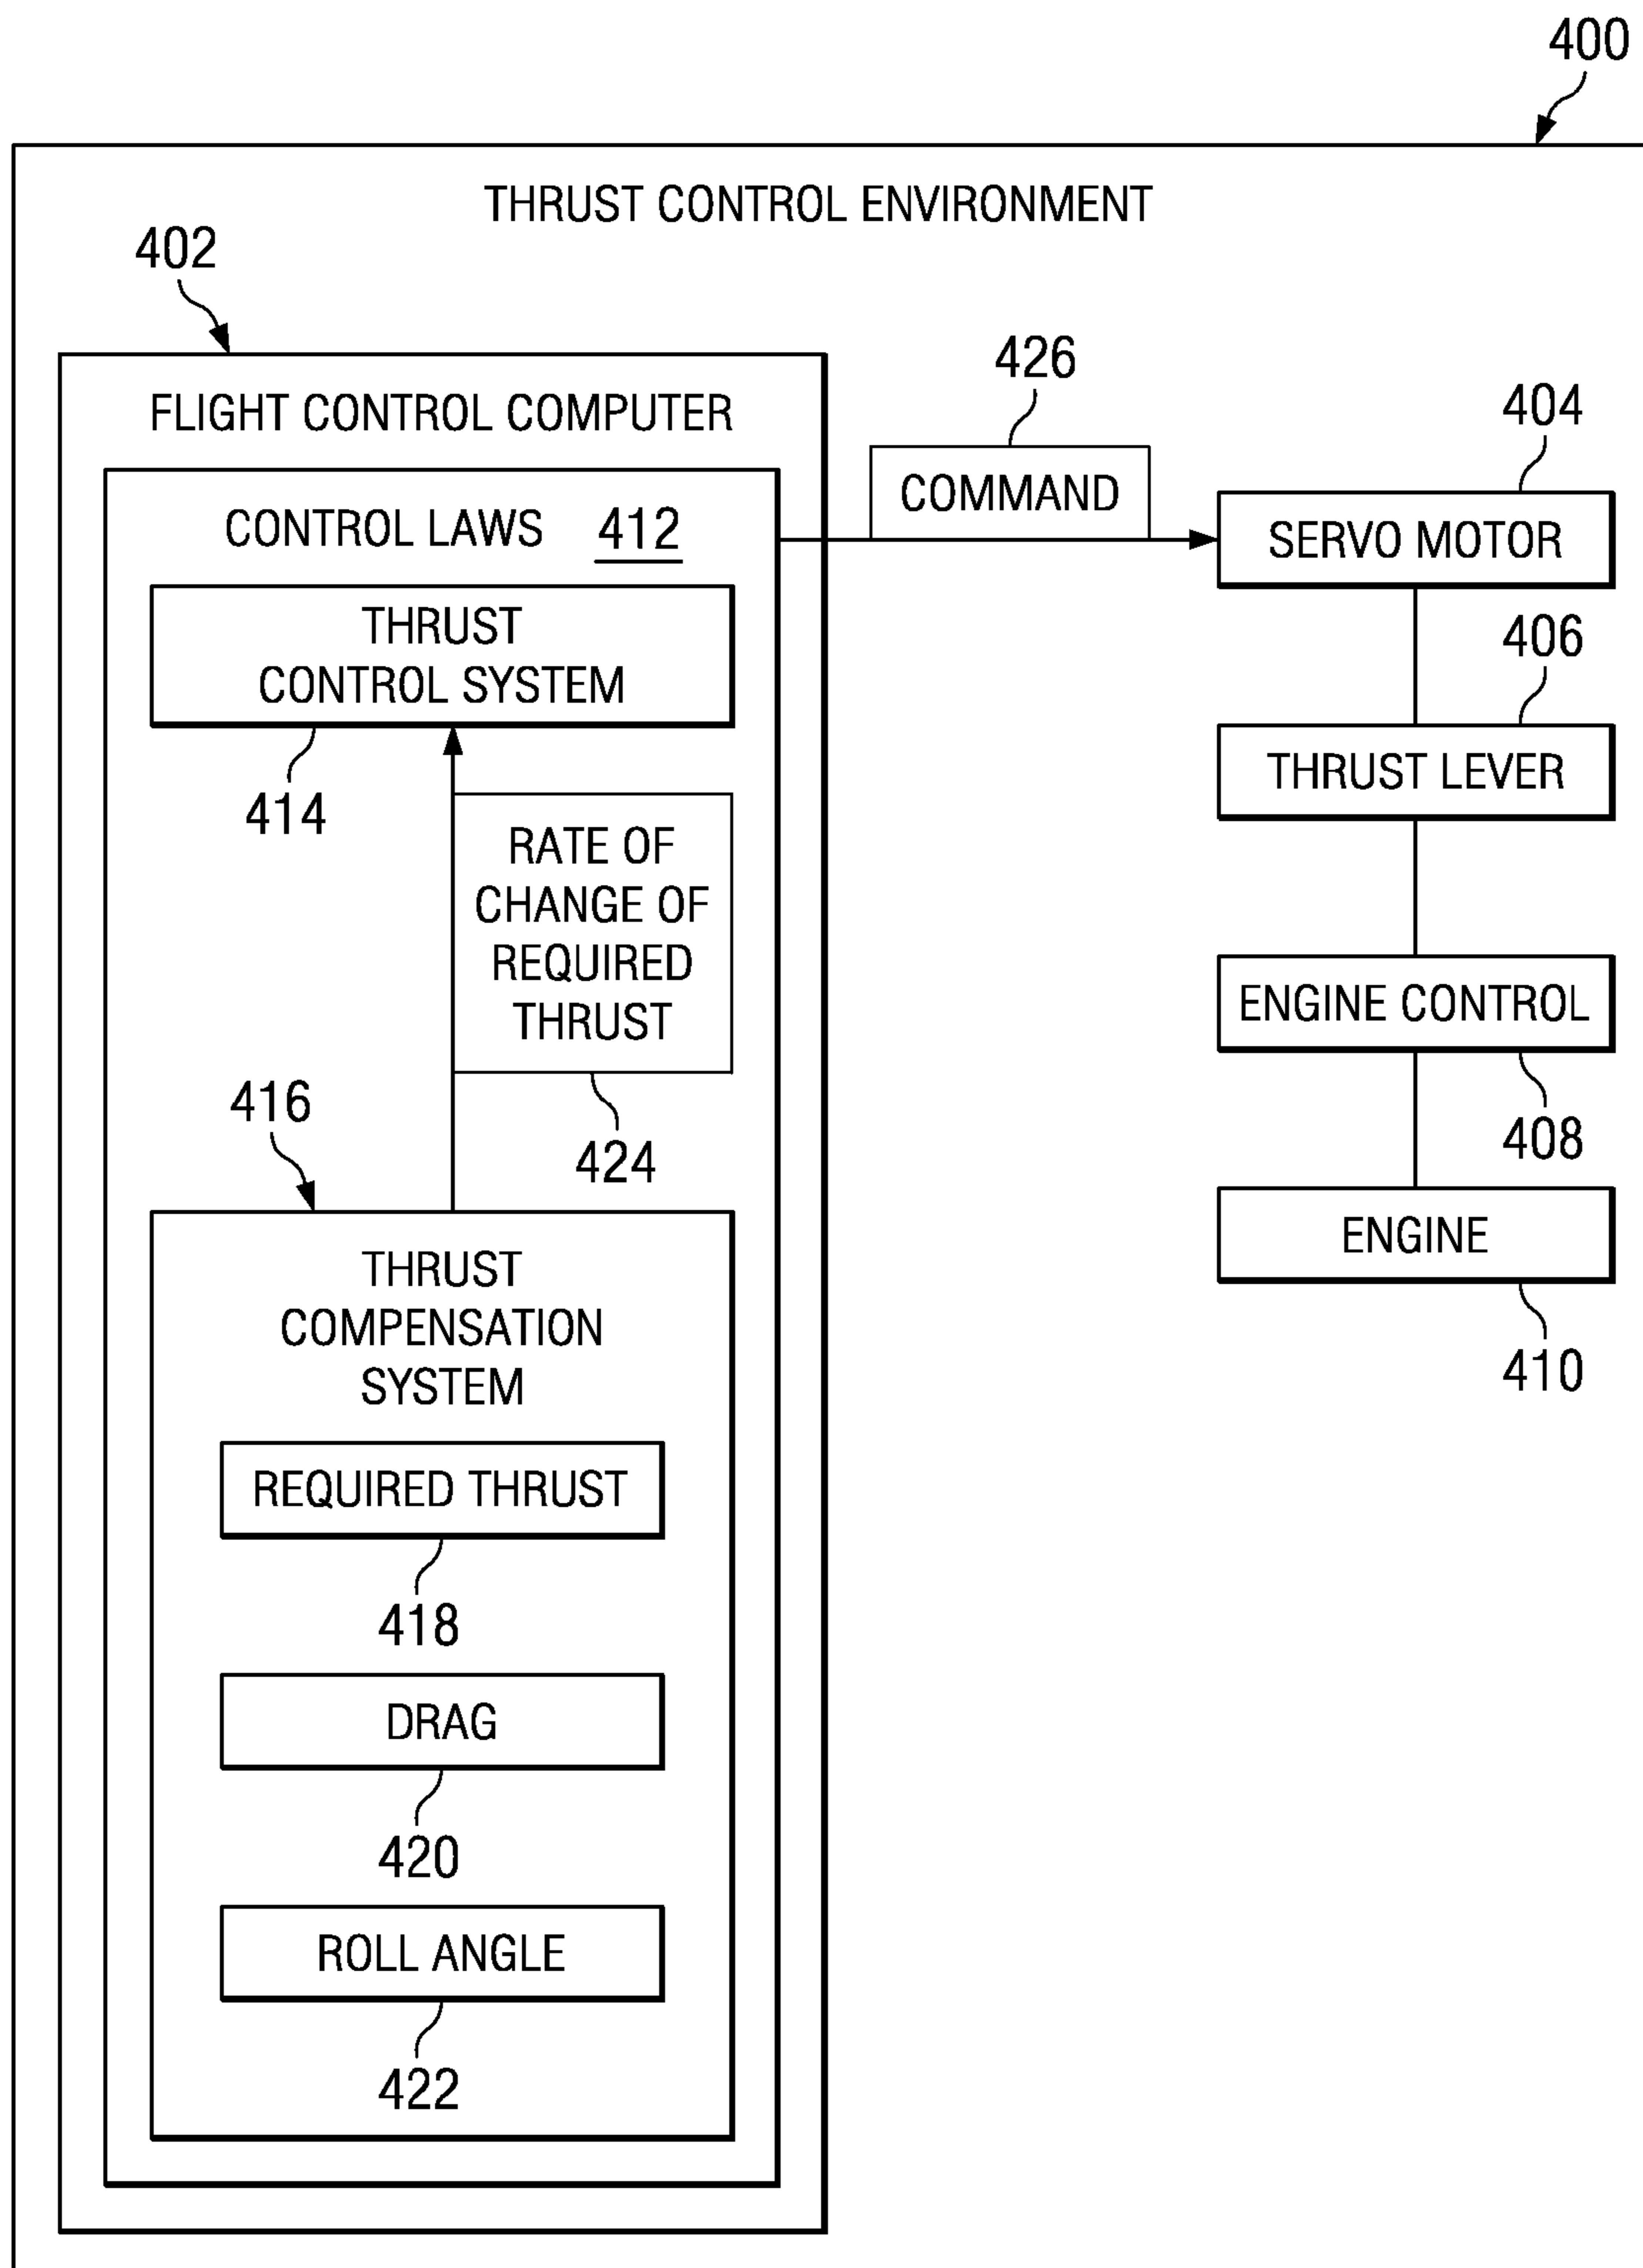 400
THRUST CONTROL ENVIRONMENT
402
FLIGHT CONTROL COMPUTER
CONTROL LAWS 412
THRUST
CONTROL SYSTEM
414
RATE OF
CHANGE OF
REQUIRED
THRUST
424
416
THRUST
COMPENSATION
SYSTEM
REQUIRED THRUST
418
DRAG
420
ROLL ANGLE
422
426
COMMAND
404
SERVO MOTOR
406
THRUST LEVER
ENGINE CONTROL
408
ENGINE
410